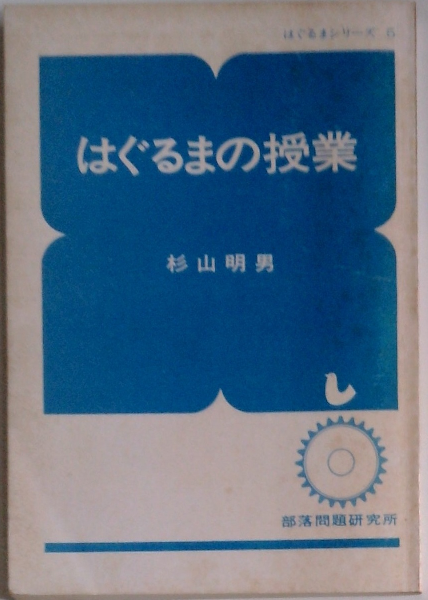 はぐるまシリーズ 5
はぐるまの授業
杉山明男
部落問題研究所